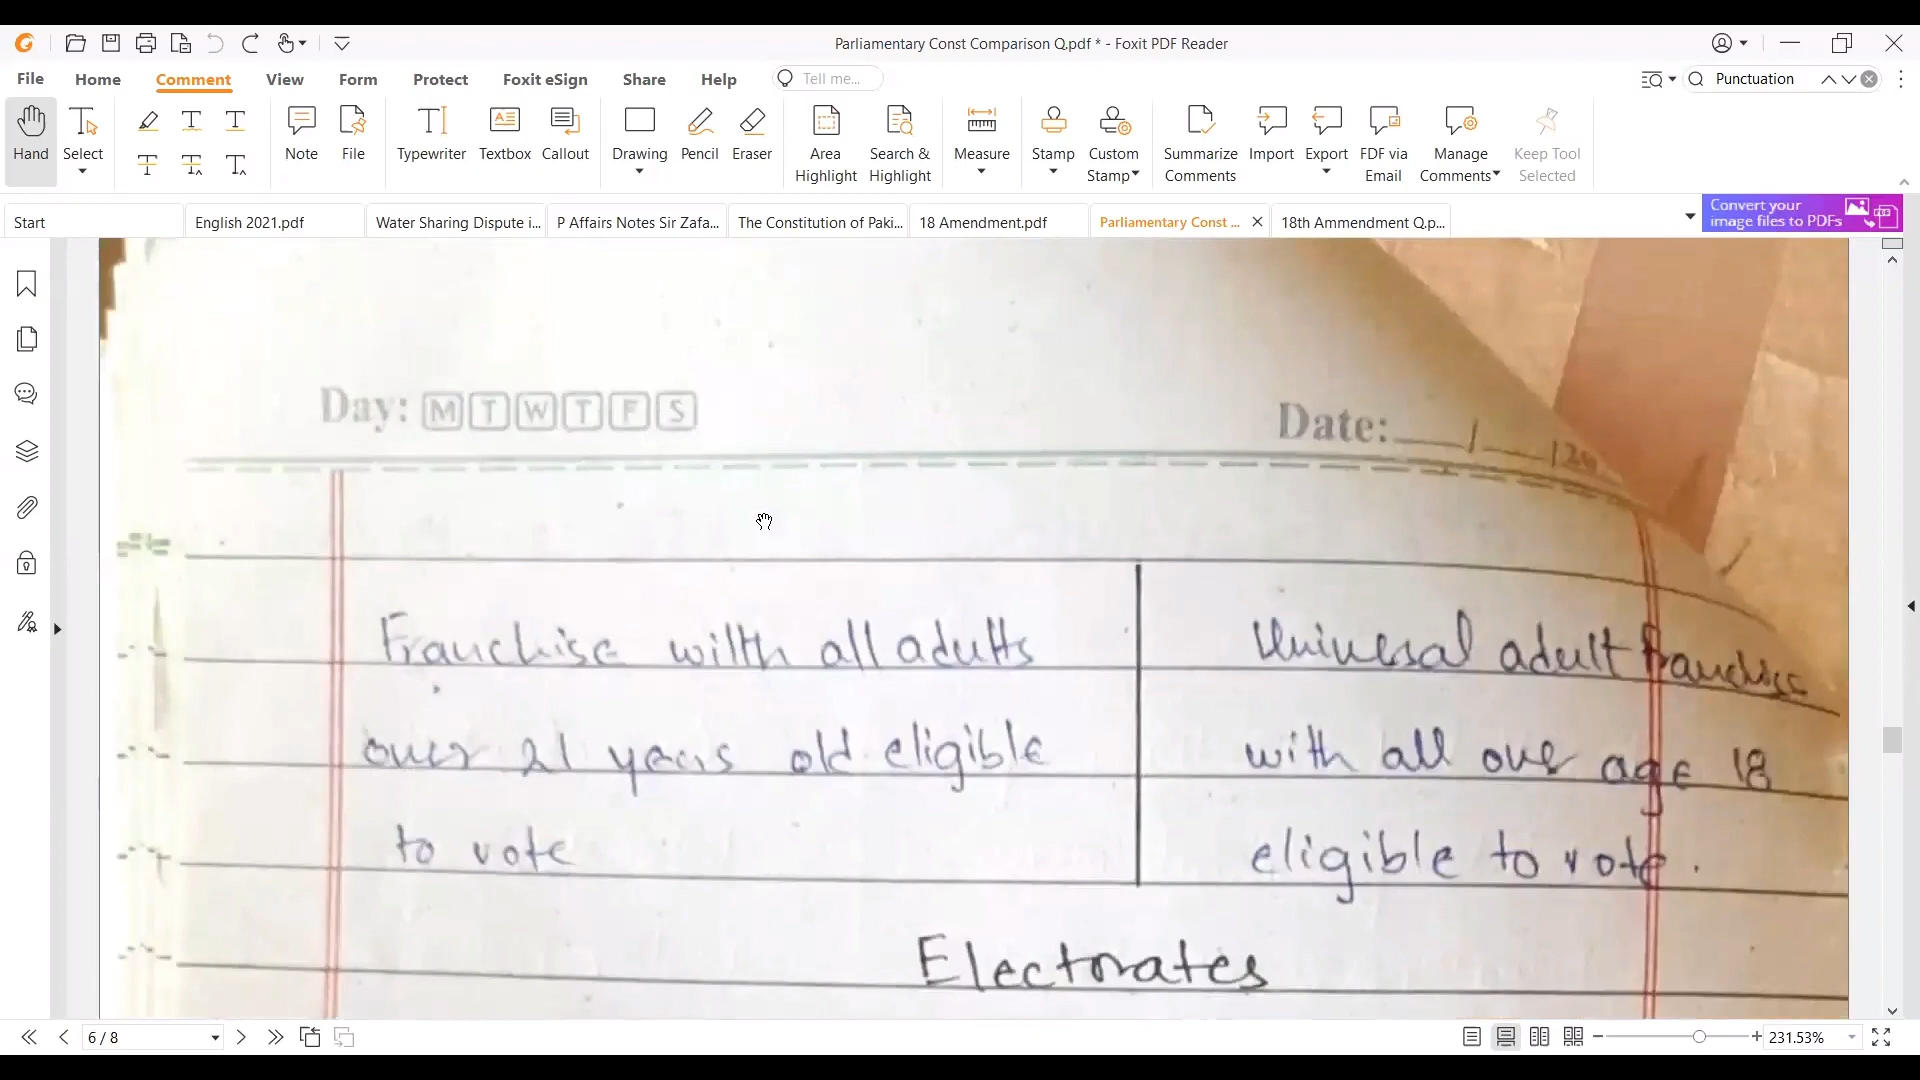 Parliamentary Const Comparison Q.pdf * - Foxit PDF Reader
File Home Comment View Form Protect Foxit eSign Share Help Tell me... Punctuation
Hand Select Note File Typewriter Textbox Callout Drawing Pencil Eraser Area Highlight Search & Highlight Measure Stamp Custom Stamp Summarize Comments Import Export FDF via Email Manage Comments Keep Tool Selected
Start English 2021.pdf Water Sharing Dispute i... P Affairs Notes Sir Zafa... The Constitution of Paki... 18 Amendment.pdf Parliamentary Const ... 18th Ammendment Q.p...
Convert your
image files to PDFs
Day: M T W T F S Date: / /20
Franchise wilth all adults
over 21 years old eligible
to vote
Universal adult franchise
with all over age 18
eligible to vote.
Electorates
6 / 8 231.53%